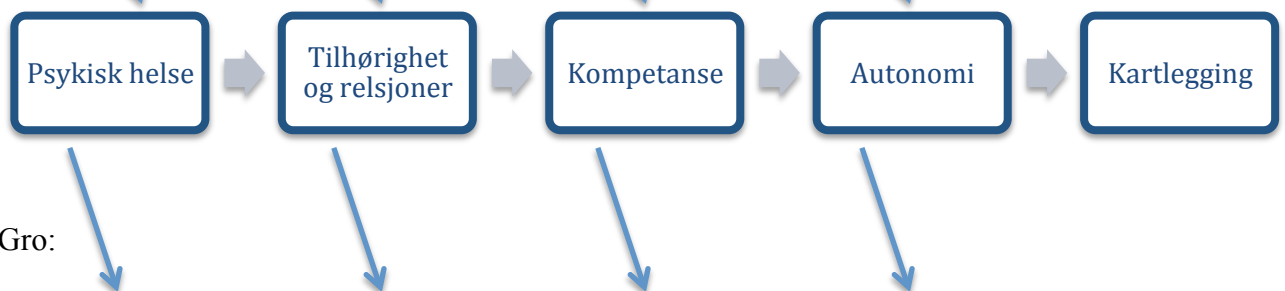 Psykisk helse
Tilhørighet
og relsjoner
Kompetanse
Autonomi
Kartlegging
Gro: